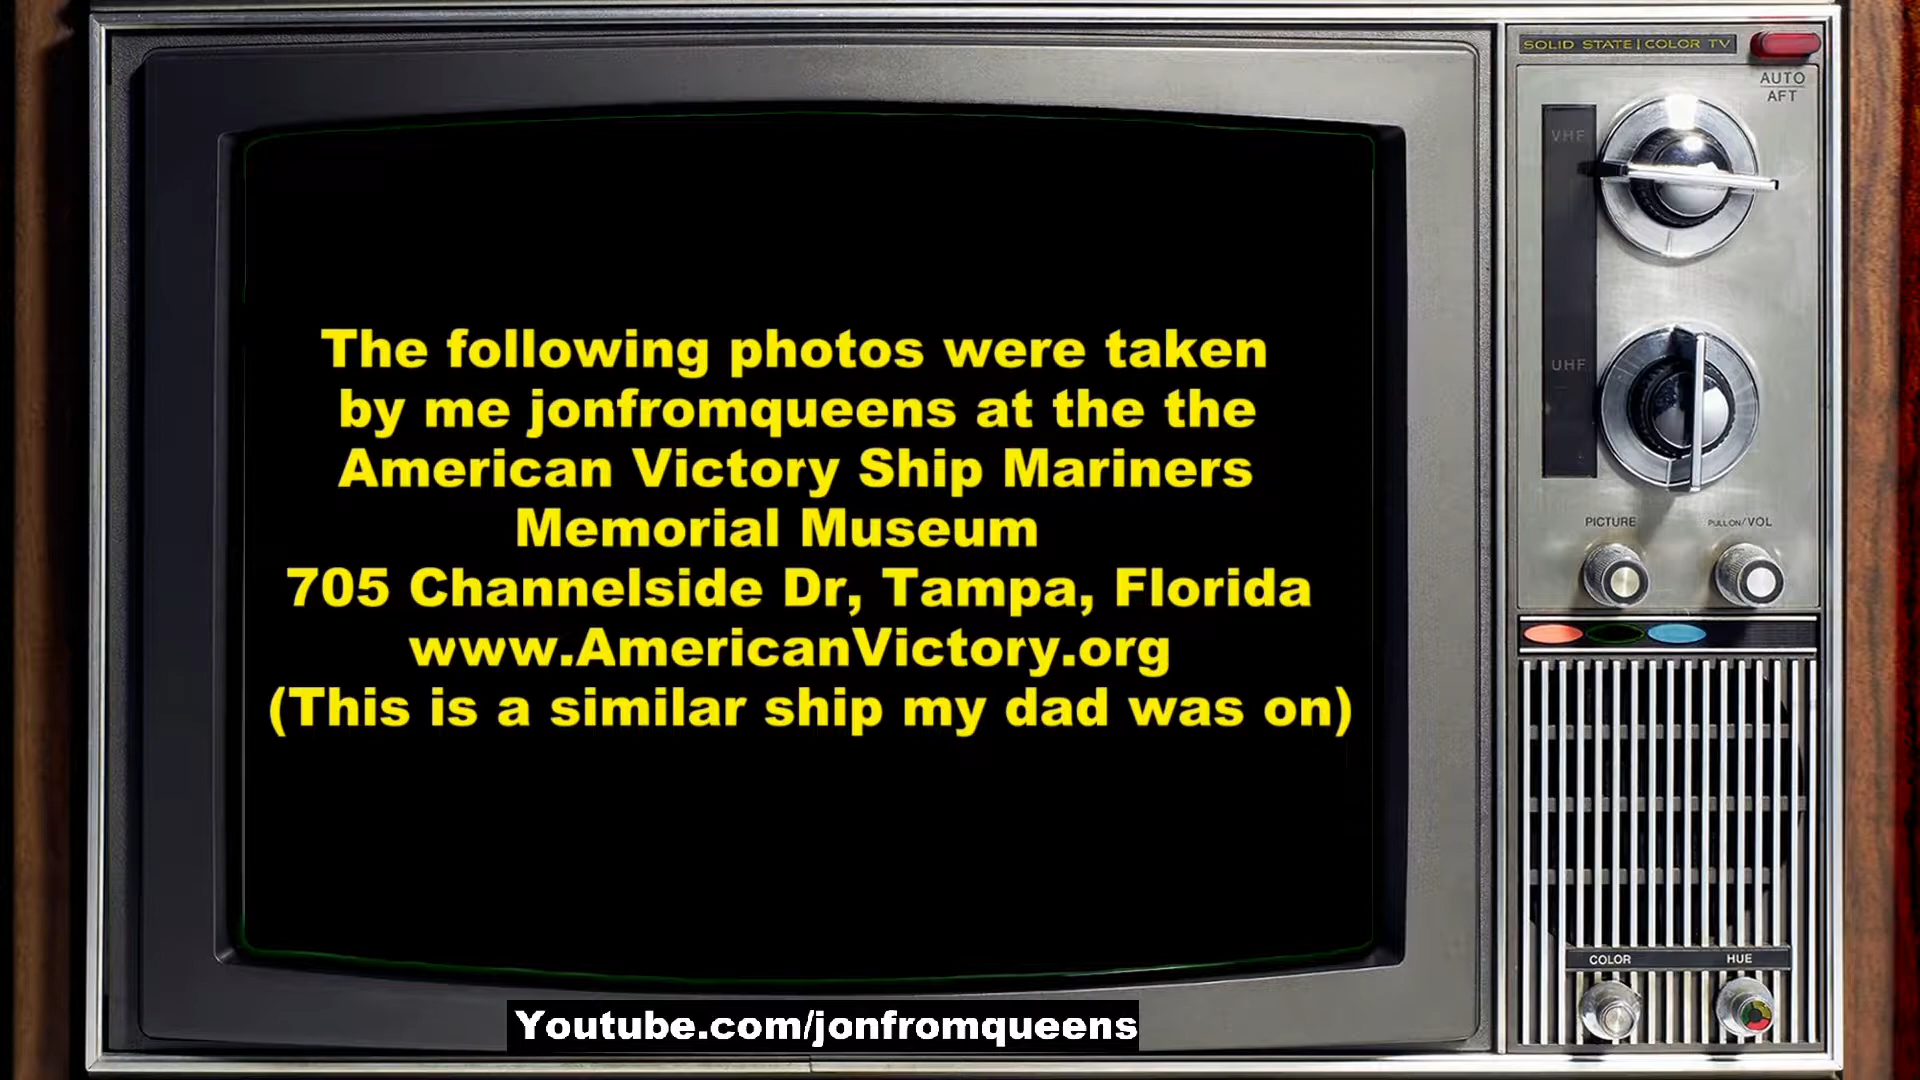 SOLID STATE | COLOR TV
AUTO
AFT
VHF
The following photos were taken
by me jonfromqueens at the the
American Victory Ship Mariners
Memorial Museum
705 Channelside Dr, Tampa, Florida
www.AmericanVictory.org
(This is a similar ship my dad was on)
UHF
PICTURE
PULL ON/VOL
COLOR
HUE
Youtube.com/jonfromqueens